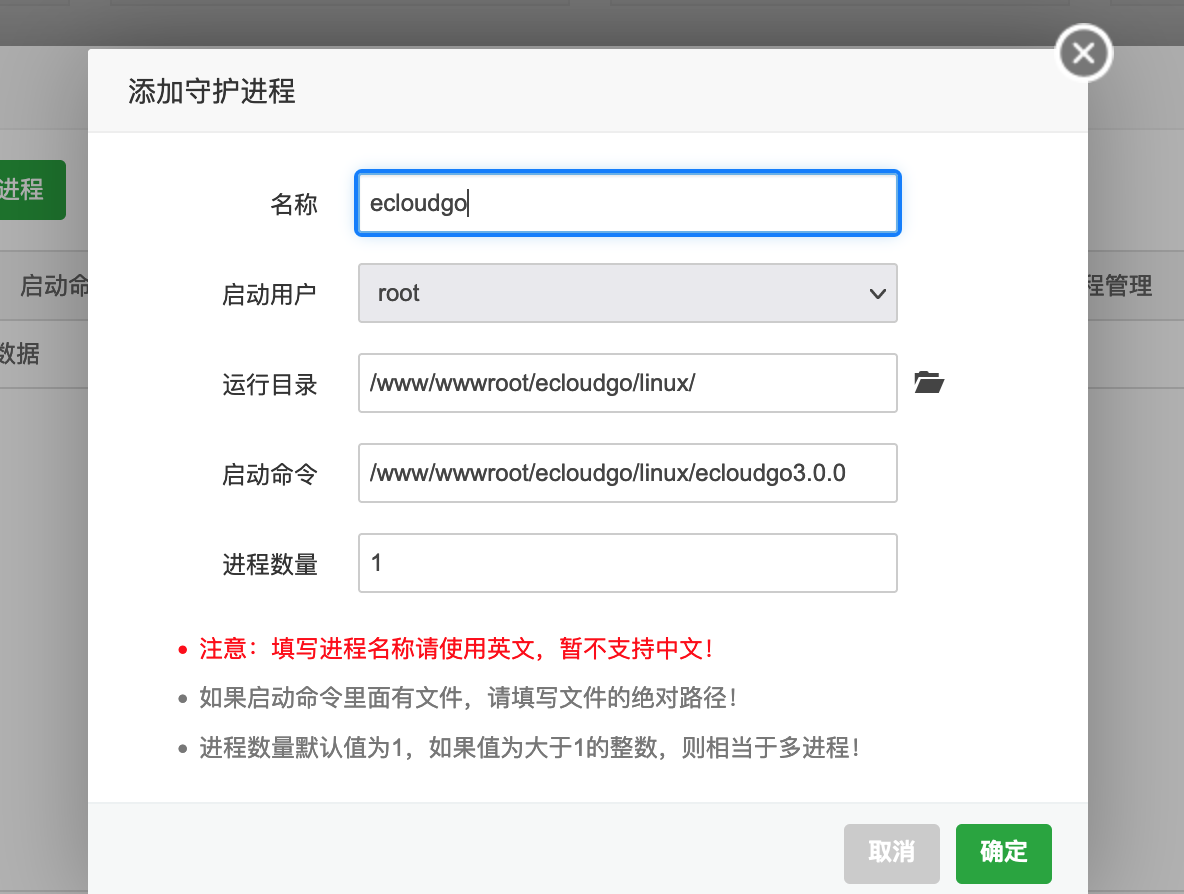 添加守护进程
进程
名称 ecloudgo
启动命 启动用户 root 程管理
数据
运行目录 /www/wwwroot/ecloudgo/linux/
启动命令 /www/wwwroot/ecloudgo/linux/ecloudgo3.0.0
进程数量 1
• 注意：填写进程名称请使用英文，暂不支持中文！
• 如果启动命令里面有文件，请填写文件的绝对路径！
• 进程数量默认值为1，如果值为大于1的整数，则相当于多进程！
取消 确定